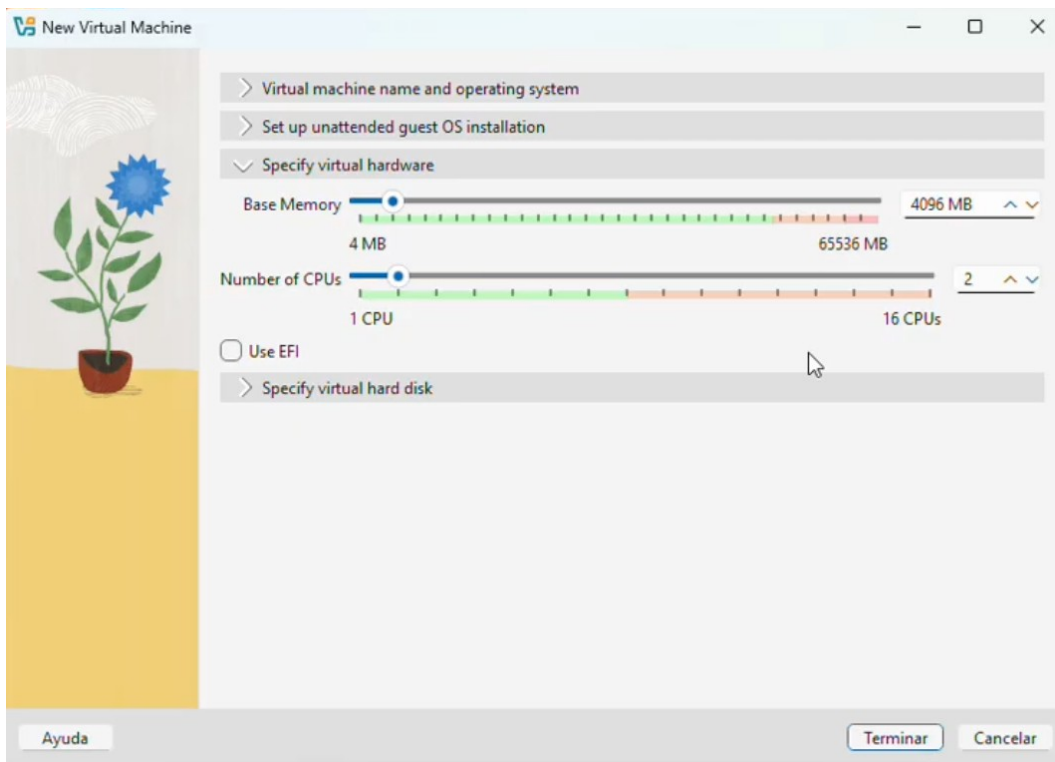 New Virtual Machine
Virtual machine name and operating system
Set up unattended guest OS installation
Specify virtual hardware
Base Memory 4096 MB
4 MB 65536 MB
Number of CPUs 2
1 CPU 16 CPUs
Use EFI
Specify virtual hard disk
Ayuda Terminar Cancelar